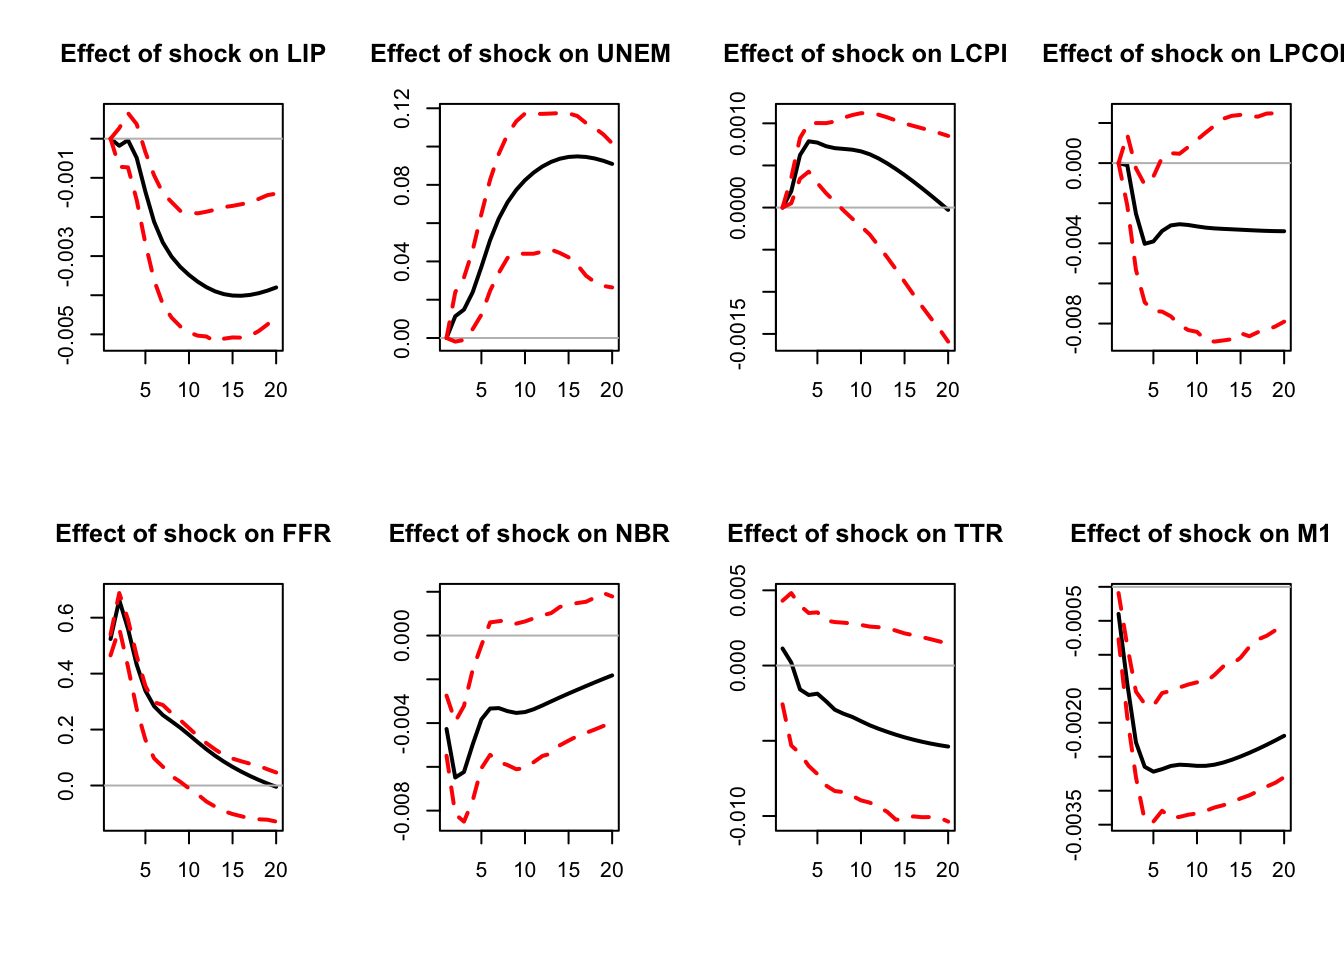 Effect of shock on LIP
-0.005 -0.003 -0.001
5 10 15 20
Effect of shock on UNEM
0.00 0.04 0.08 0.12
5 10 15 20
Effect of shock on LCPI
-0.0015 0.0000 0.0010
5 10 15 20
Effect of shock on LPCO
-0.008 -0.004 0.000
5 10 15 20
Effect of shock on FFR
0.0 0.2 0.4 0.6
5 10 15 20
Effect of shock on NBR
-0.008 -0.004 0.000
5 10 15 20
Effect of shock on TTR
-0.010 0.000 0.005
5 10 15 20
Effect of shock on M1
-0.0035 -0.0020 -0.0005
5 10 15 20